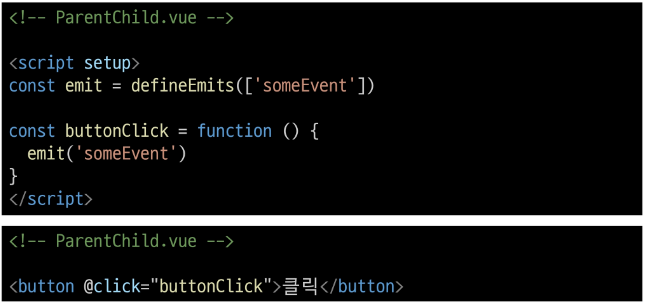 <!-- ParentChild.vue -->
<script setup>
const emit = defineEmits(['someEvent'])
const buttonClick = function () {
  emit('someEvent')
}
</script>
<!-- ParentChild.vue -->
<button @click="buttonClick">클릭</button>